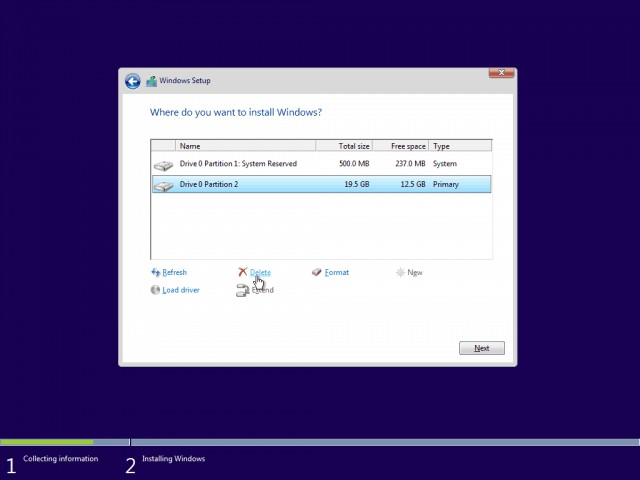 Windows Setup
Where do you want to install Windows?
Name Total size Free space Type
Drive 0 Partition 1: System Reserved 500.0 MB 237.0 MB System
Drive 0 Partition 2 19.5 GB 12.5 GB Primary
Refresh Delete Format New
Load driver Extend
Next
1 Collecting information 2 Installing Windows